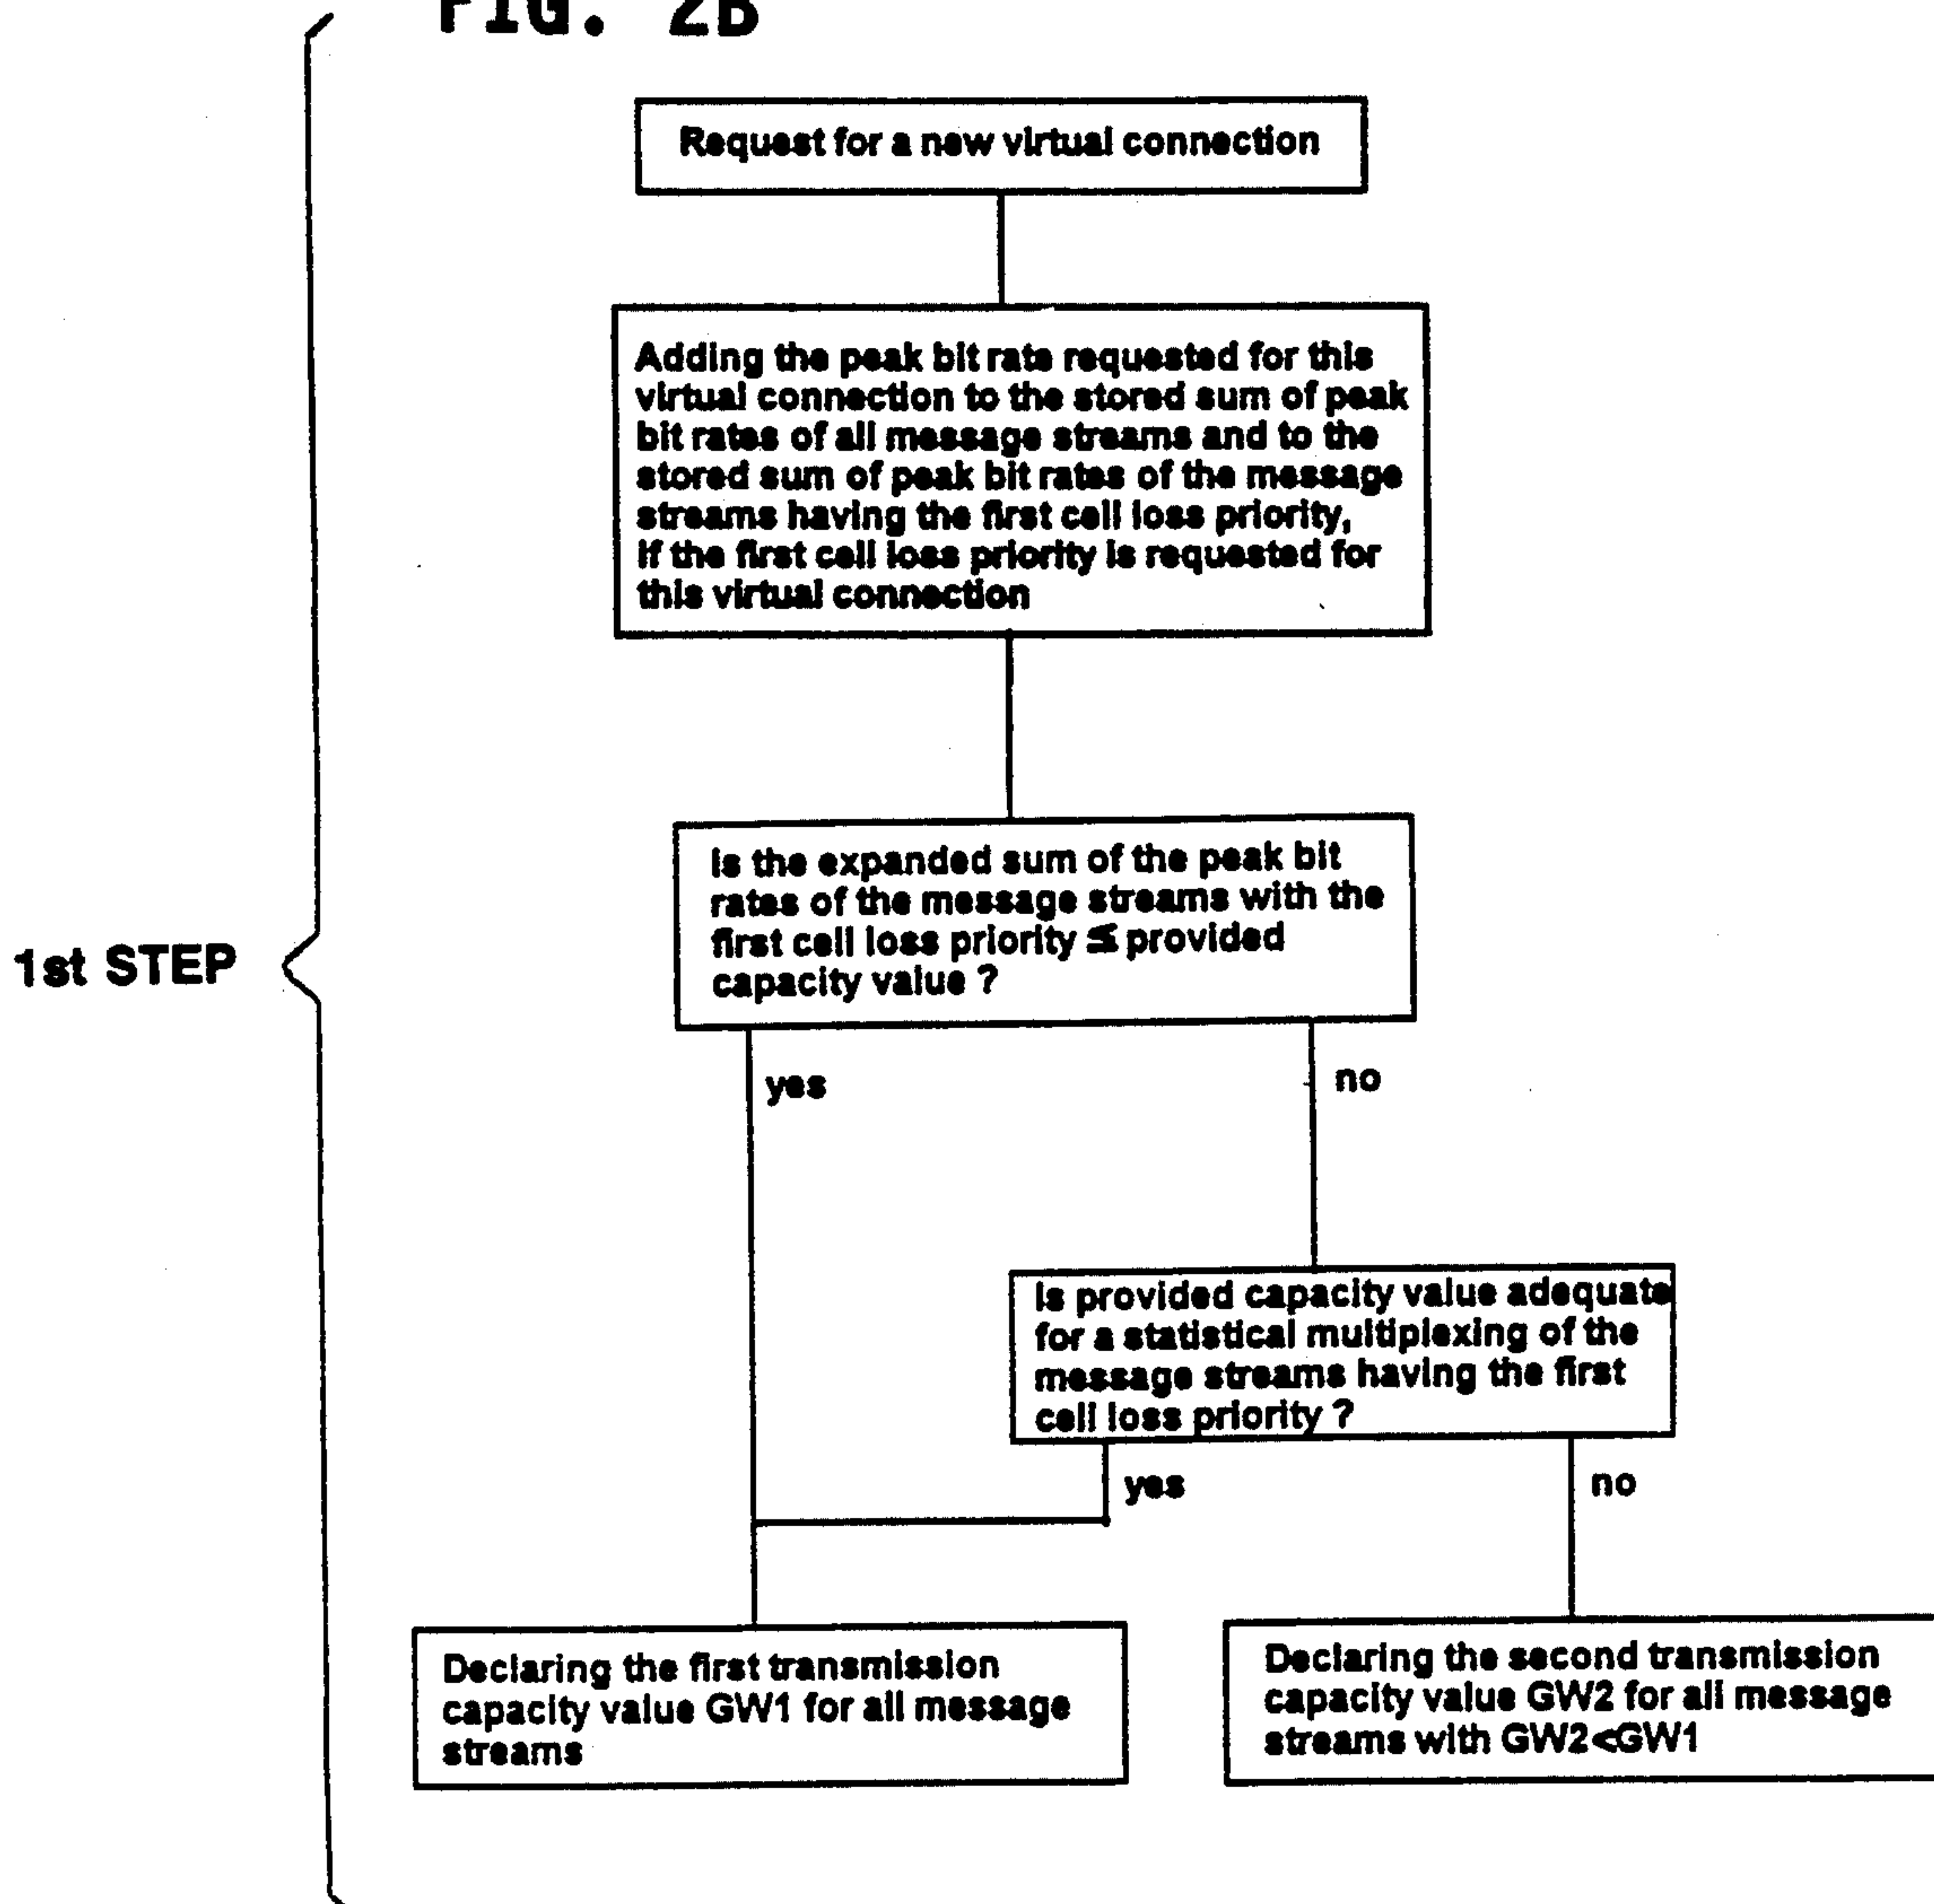 FIG. 2B
Request for a new virtual connection
Adding the peak bit rate requested for this
virtual connection to the stored sum of peak
bit rates of all message streams and to the
stored sum of peak bit rates of the message
streams having the first cell loss priority,
if the first cell loss priority is requested for
this virtual connection
Is the expanded sum of the peak bit
rates of the message streams with the
first cell loss priority ≤ provided
capacity value ?
1st STEP
yes
no
Is provided capacity value adequate
for a statistical multiplexing of the
message streams having the first
cell loss priority ?
yes
no
Declaring the first transmission
capacity value GW1 for all message
streams
Declaring the second transmission
capacity value GW2 for all message
streams with GW2<GW1